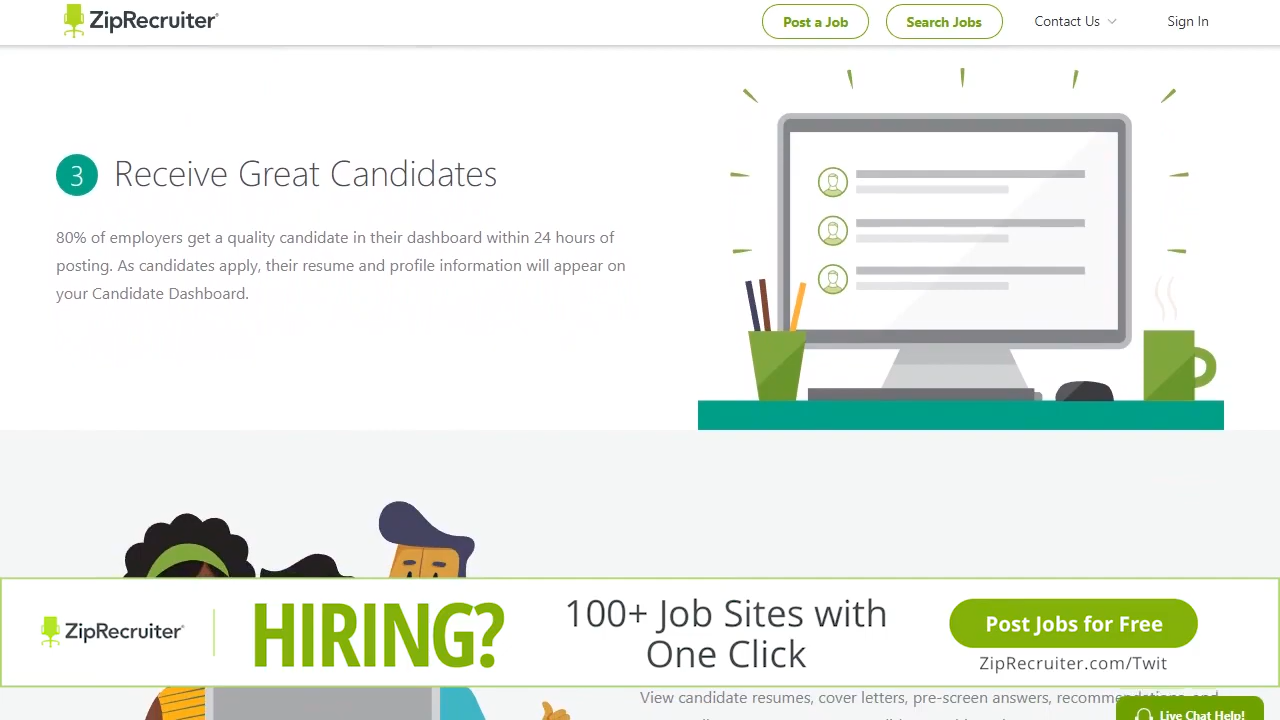 ZipRecruiter®
Post a Job
Search Jobs
Contact Us
Sign In
3
Receive Great Candidates
80% of employers get a quality candidate in their dashboard within 24 hours of
posting. As candidates apply, their resume and profile information will appear on
your Candidate Dashboard.
ZipRecruiter®
HIRING?
100+ Job Sites with
One Click
Post Jobs for Free
ZipRecruiter.com/Twit
View candidate resumes, cover letters, pre-screen answers, recommendations, and
Live Chat Help!